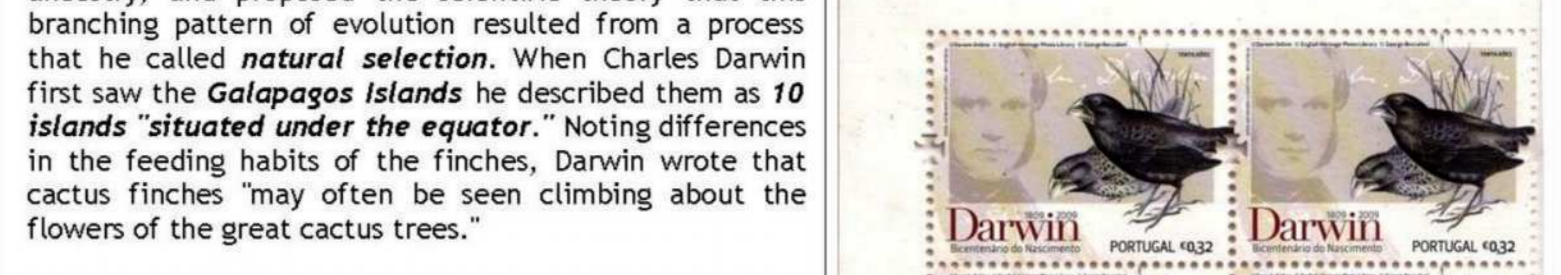 branching pattern of evolution resulted from a process
that he called natural selection. When Charles Darwin
first saw the Galapagos Islands he described them as 10
islands "situated under the equator." Noting differences
in the feeding habits of the finches, Darwin wrote that
cactus finches "may often be seen climbing about the
flowers of the great cactus trees."
1809 • 2009
Darwin
Bicentenário do Nascimento
PORTUGAL €0,32
1809 • 2009
Darwin
Bicentenário do Nascimento
PORTUGAL €0,32